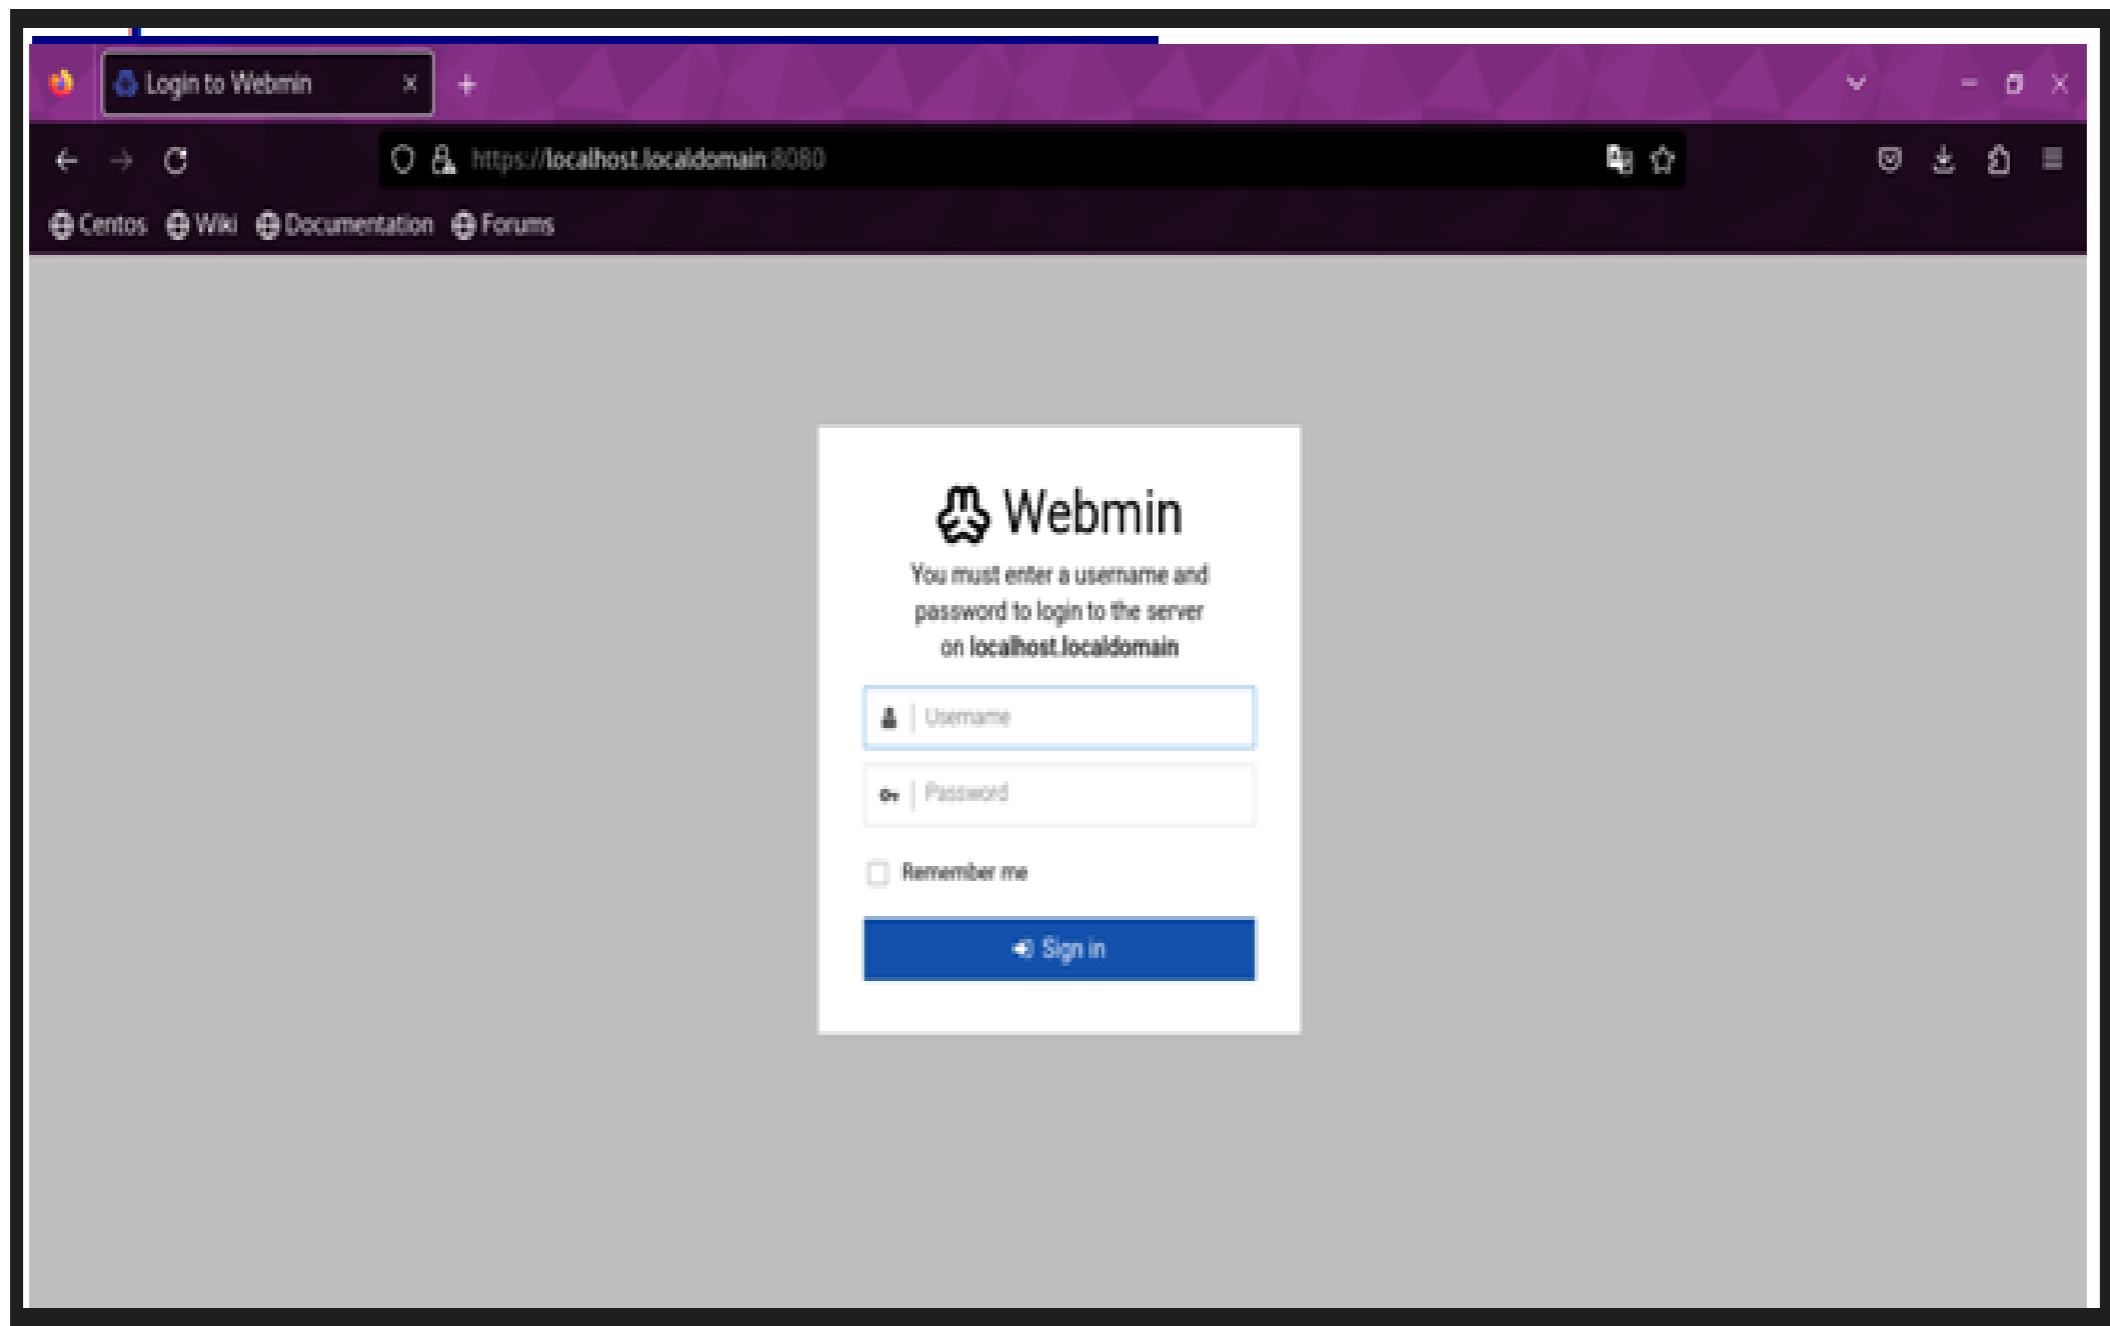 Login to Webmin
https://localhost.localdomain:8080
Centos Wiki Documentation Forums
Webmin
You must enter a username and
password to login to the server
on localhost.localdomain
Username
Password
Remember me
Sign in